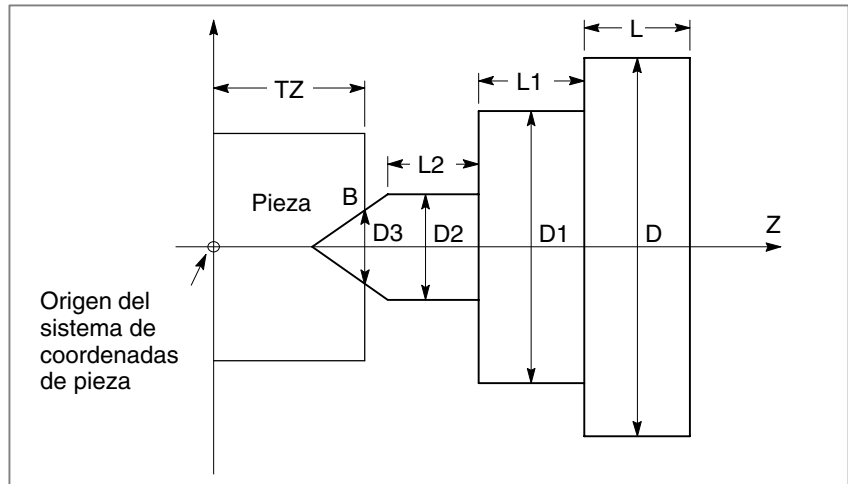 L
L1
TZ
L2
B
Pieza
Z
D3
D2
D1
D
Origen del
sistema de
coordenadas
de pieza